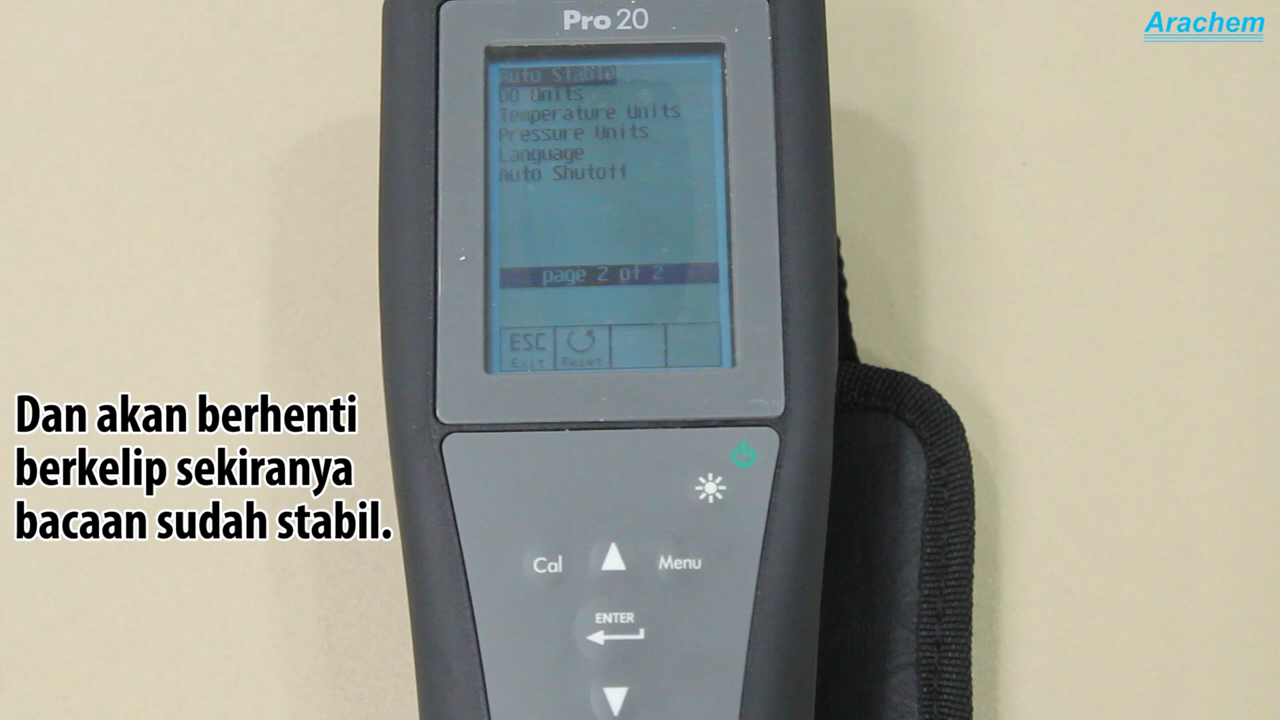 Pro 20
Arachem
Auto Stable
DO Units
Temperature Units
Pressure Units
Language
Auto Shutoff
page 2 of 2
ESC
Exit
Reset
Dan akan berhenti
berkelip sekiranya
bacaan sudah stabil.
Cal
Menu
ENTER